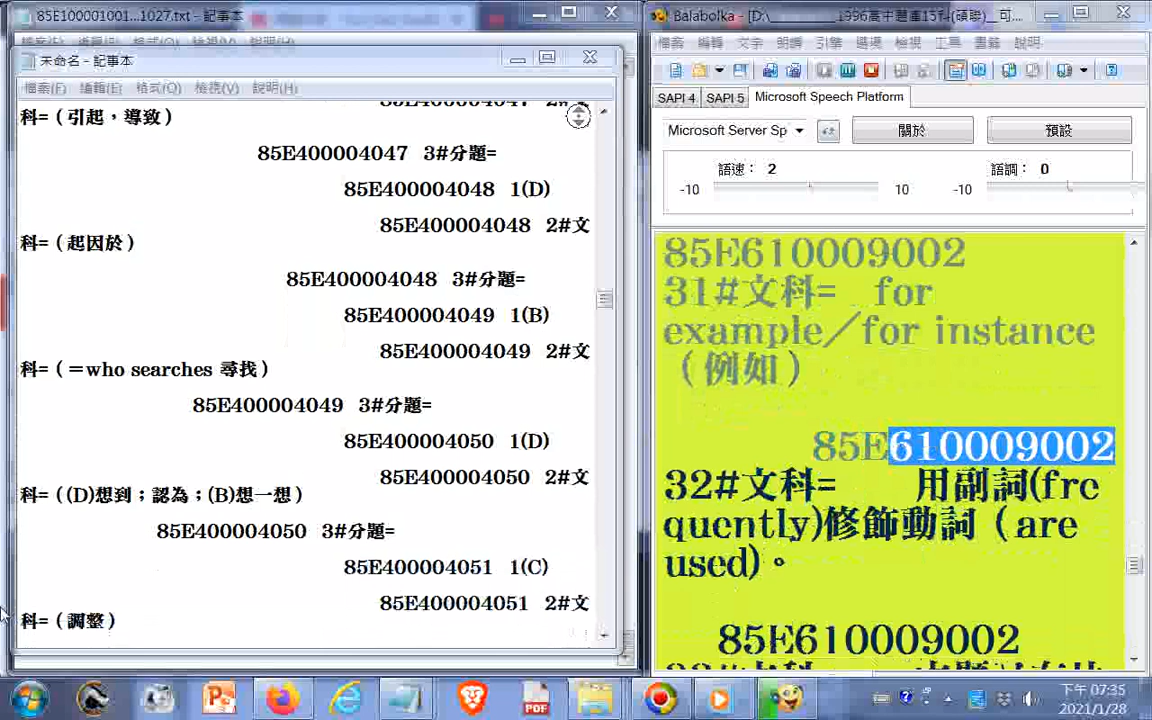 85E100001001...1027.txt - 記事本
未命名 - 記事本
檔案(F) 編輯(E) 格式(O) 檢視(V) 說明(H)
科=（引起，導致）
85E400004047 3#分題=
85E400004048 1(D)
85E400004048 2#文
科=（起因於）
85E400004048 3#分題=
85E400004049 1(B)
85E400004049 2#文
科=（＝who searches 尋找）
85E400004049 3#分題=
85E400004050 1(D)
85E400004050 2#文
科=（(D)想到；認為；(B)想一想）
85E400004050 3#分題=
85E400004051 1(C)
85E400004051 2#文
科=（調整）
Balabolka - [D:\
檔案 編輯 文字 朗讀 引擎 選項 檢視 工具 書籤 說明
SAPI 4 SAPI 5 Microsoft Speech Platform
Microsoft Server Sp 關於 預設
語速： 2 語調： 0
-10 10 -10
85E610009002
31#文科= for
example／for instance
（例如）
85E610009002
32#文科= 用副詞(fre
quently)修飾動詞（are
used)。
85E610009002
PDF
下午 07:35
2021/1/28